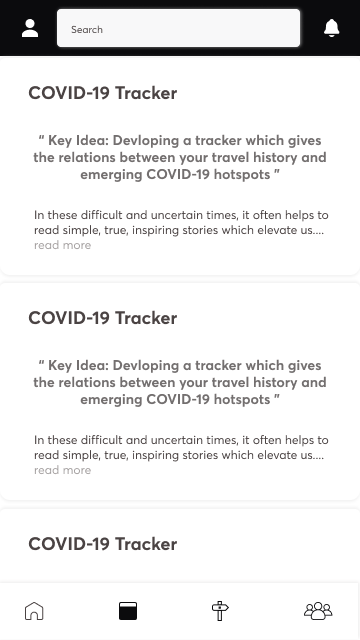 Search
COVID-19 Tracker
“ Key Idea: Devloping a tracker which gives
the relations between your travel history and
emerging COVID-19 hotspots ”
In these difficult and uncertain times, it often helps to
read simple, true, inspiring stories which elevate us....
read more
COVID-19 Tracker
“ Key Idea: Devloping a tracker which gives
the relations between your travel history and
emerging COVID-19 hotspots ”
In these difficult and uncertain times, it often helps to
read simple, true, inspiring stories which elevate us....
read more
COVID-19 Tracker